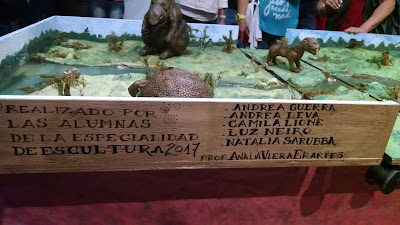 REALIZADO POR
LAS ALUMNAS
DE LA ESPECIALIDAD
DE ESCULTURA 2017
. ANDREA GUERRA
. ANDREA LEVA
. CAMILA LIONE
. LUZ NEIRO
. NATALIA SARUBBA
PROF. ANALÍA VIERA